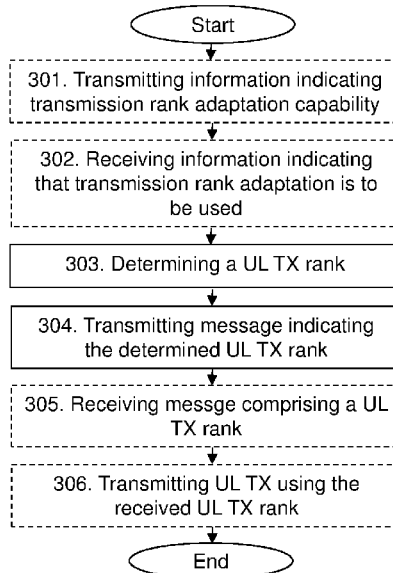 Start
301. Transmitting information indicating
transmission rank adaptation capability
302. Receiving information indicating
that transmission rank adaptation is to
be used
303. Determining a UL TX rank
304. Transmitting message indicating
the determined UL TX rank
305. Receiving messge comprising a UL
TX rank
306. Transmitting UL TX using the
received UL TX rank
End